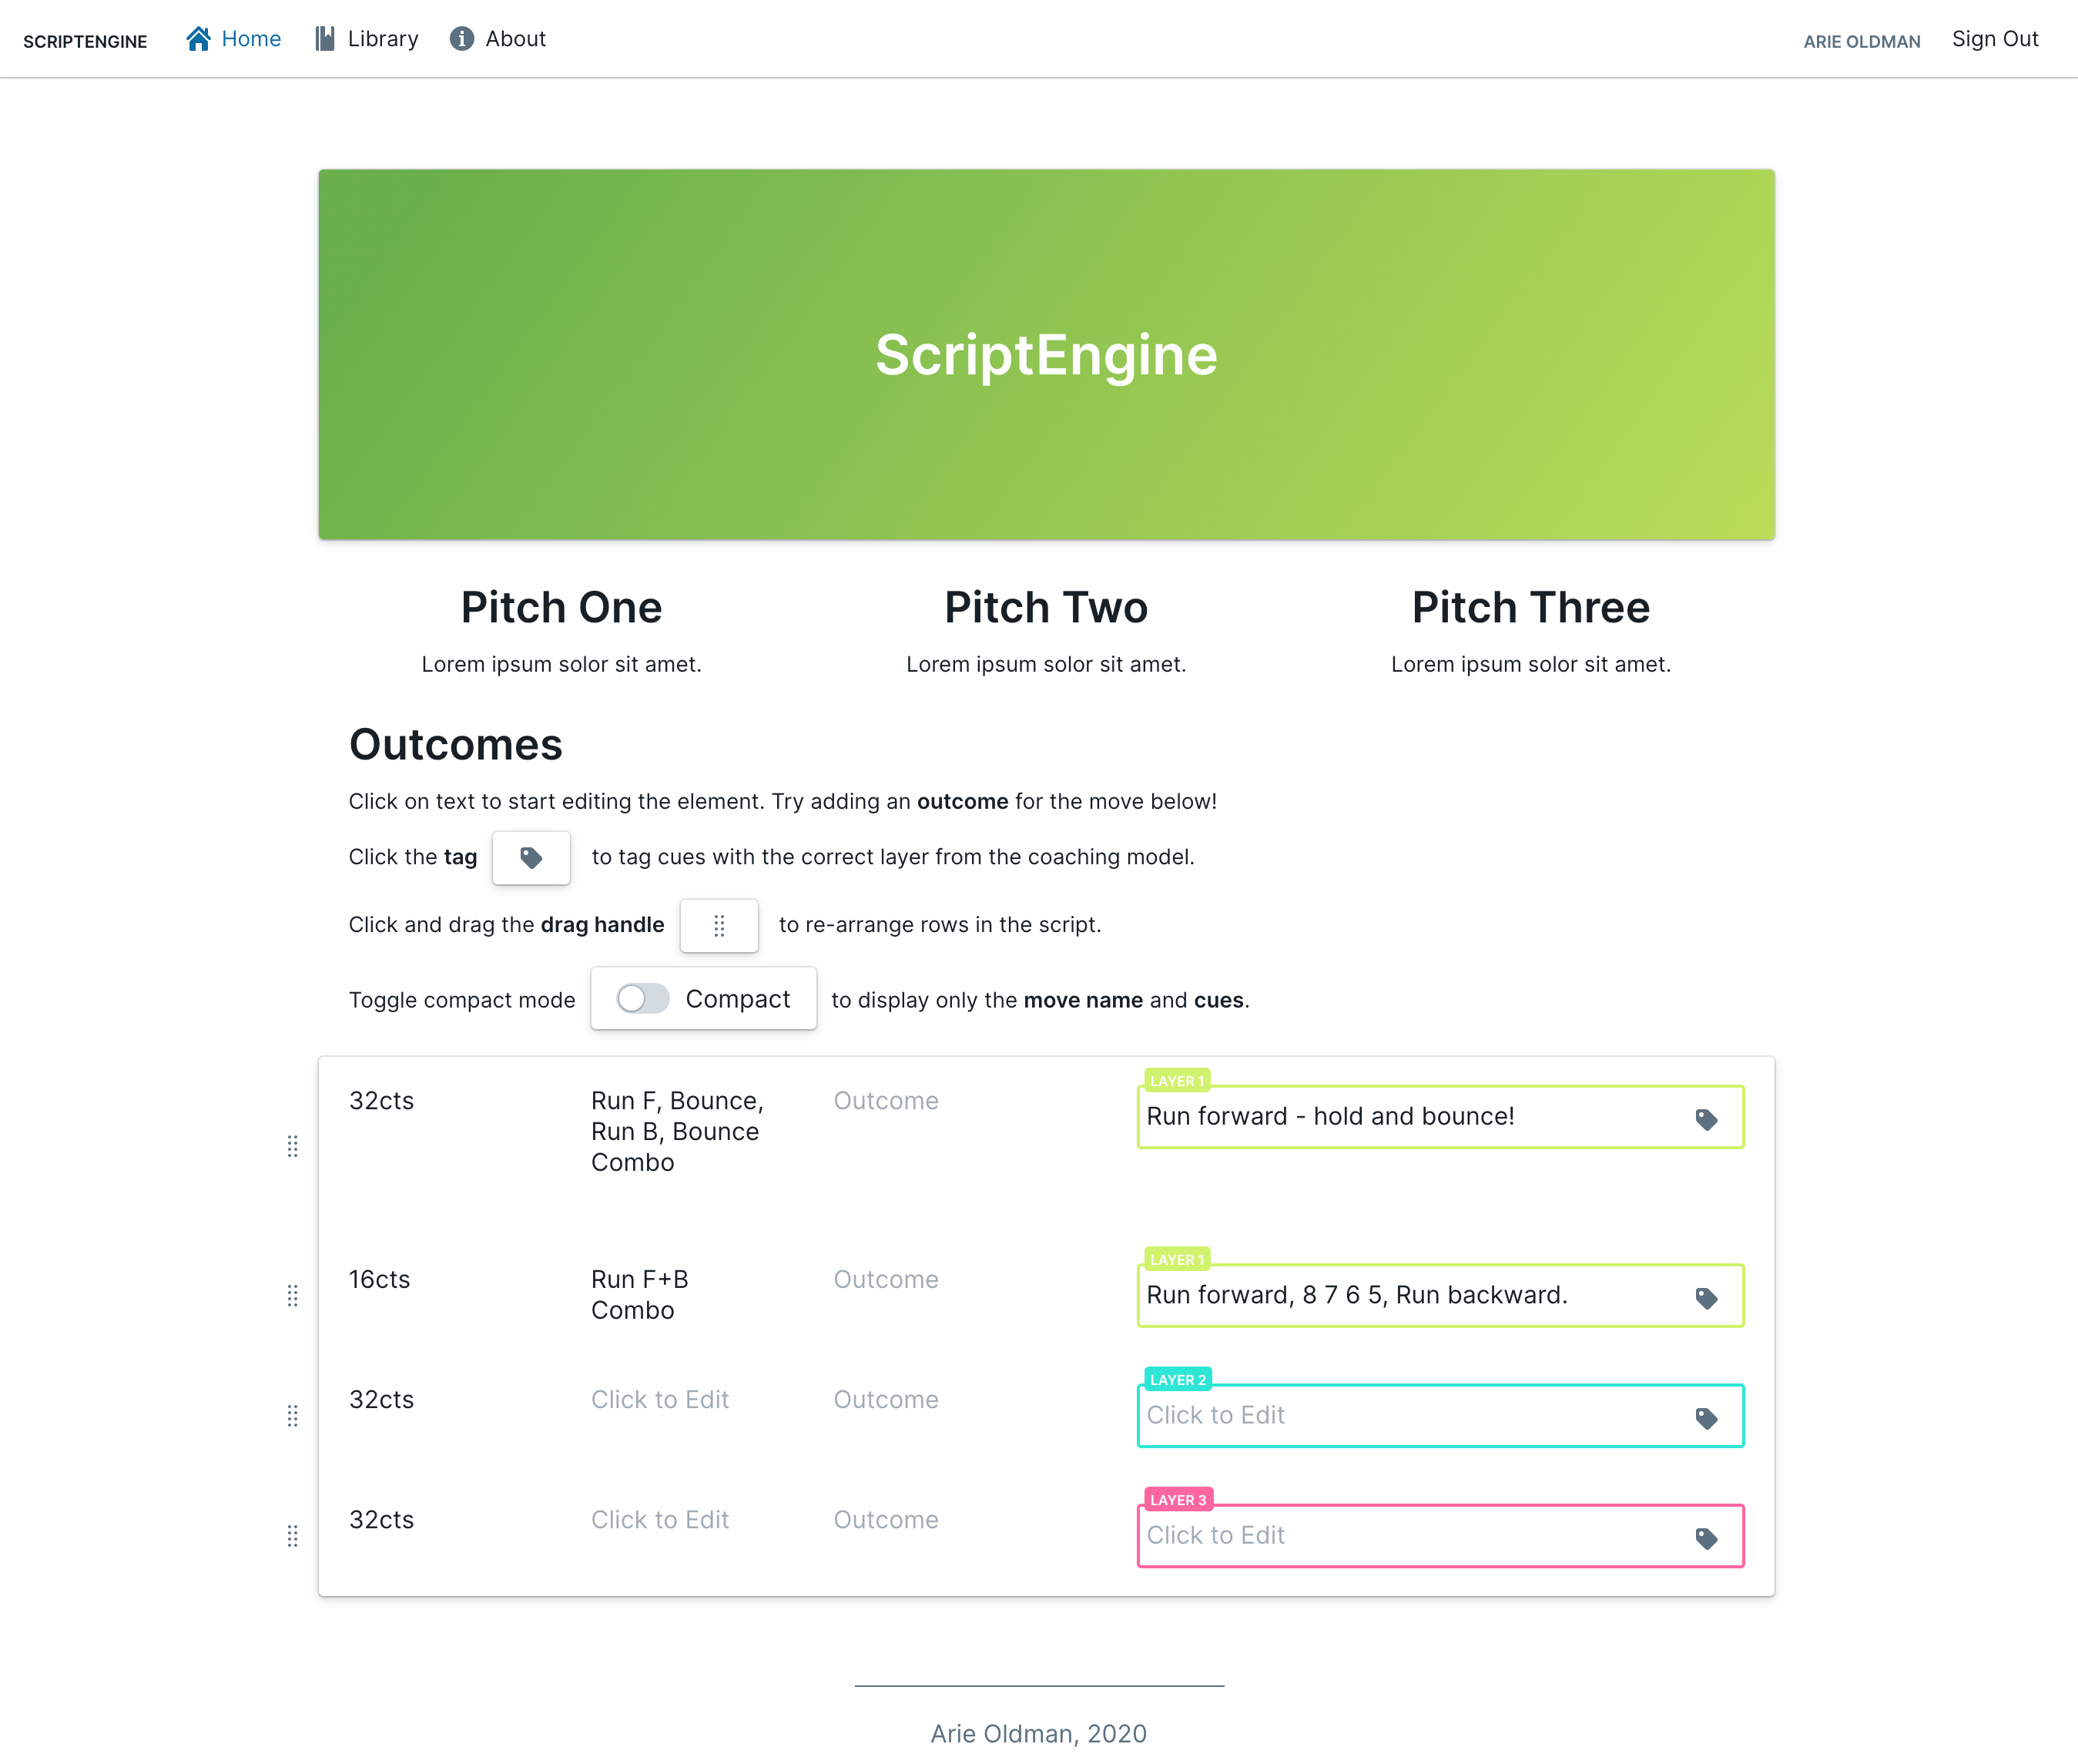 SCRIPTENGINE Home Library About ARIE OLDMAN Sign Out
ScriptEngine
Pitch One Pitch Two Pitch Three
Lorem ipsum solor sit amet. Lorem ipsum solor sit amet. Lorem ipsum solor sit amet.
Outcomes
Click on text to start editing the element. Try adding an outcome for the move below!
Click the tag to tag cues with the correct layer from the coaching model.
Click and drag the drag handle to re-arrange rows in the script.
Toggle compact mode Compact to display only the move name and cues.
LAYER 1
32cts Run F, Bounce, Outcome Run forward - hold and bounce!
Run B, Bounce
Combo
LAYER 1
16cts Run F+B Outcome Run forward, 8 7 6 5, Run backward.
Combo
LAYER 2
32cts Click to Edit Outcome Click to Edit
LAYER 3
32cts Click to Edit Outcome Click to Edit
Arie Oldman, 2020